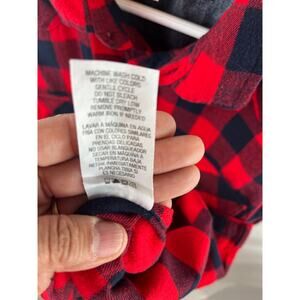 MACHINE WASH COLD
WITH LIKE COLORS
GENTLE CYCLE
DO NOT BLEACH
TUMBLE DRY LOW
REMOVE PROMPTLY
WARM IRON IF NEEDED
LAVAR A MÁQUINA EN AGUA
FRÍA CON COLORES SIMILARES
EN EL CICLO PARA
PRENDAS DELICADAS
NO USAR BLANQUEADOR
SECAR EN MÁQUINA A
TEMPERATURA BAJA
RETIRE INMEDIATAMENTE
PLANCHA TIBIA SI
ES NECESARIO